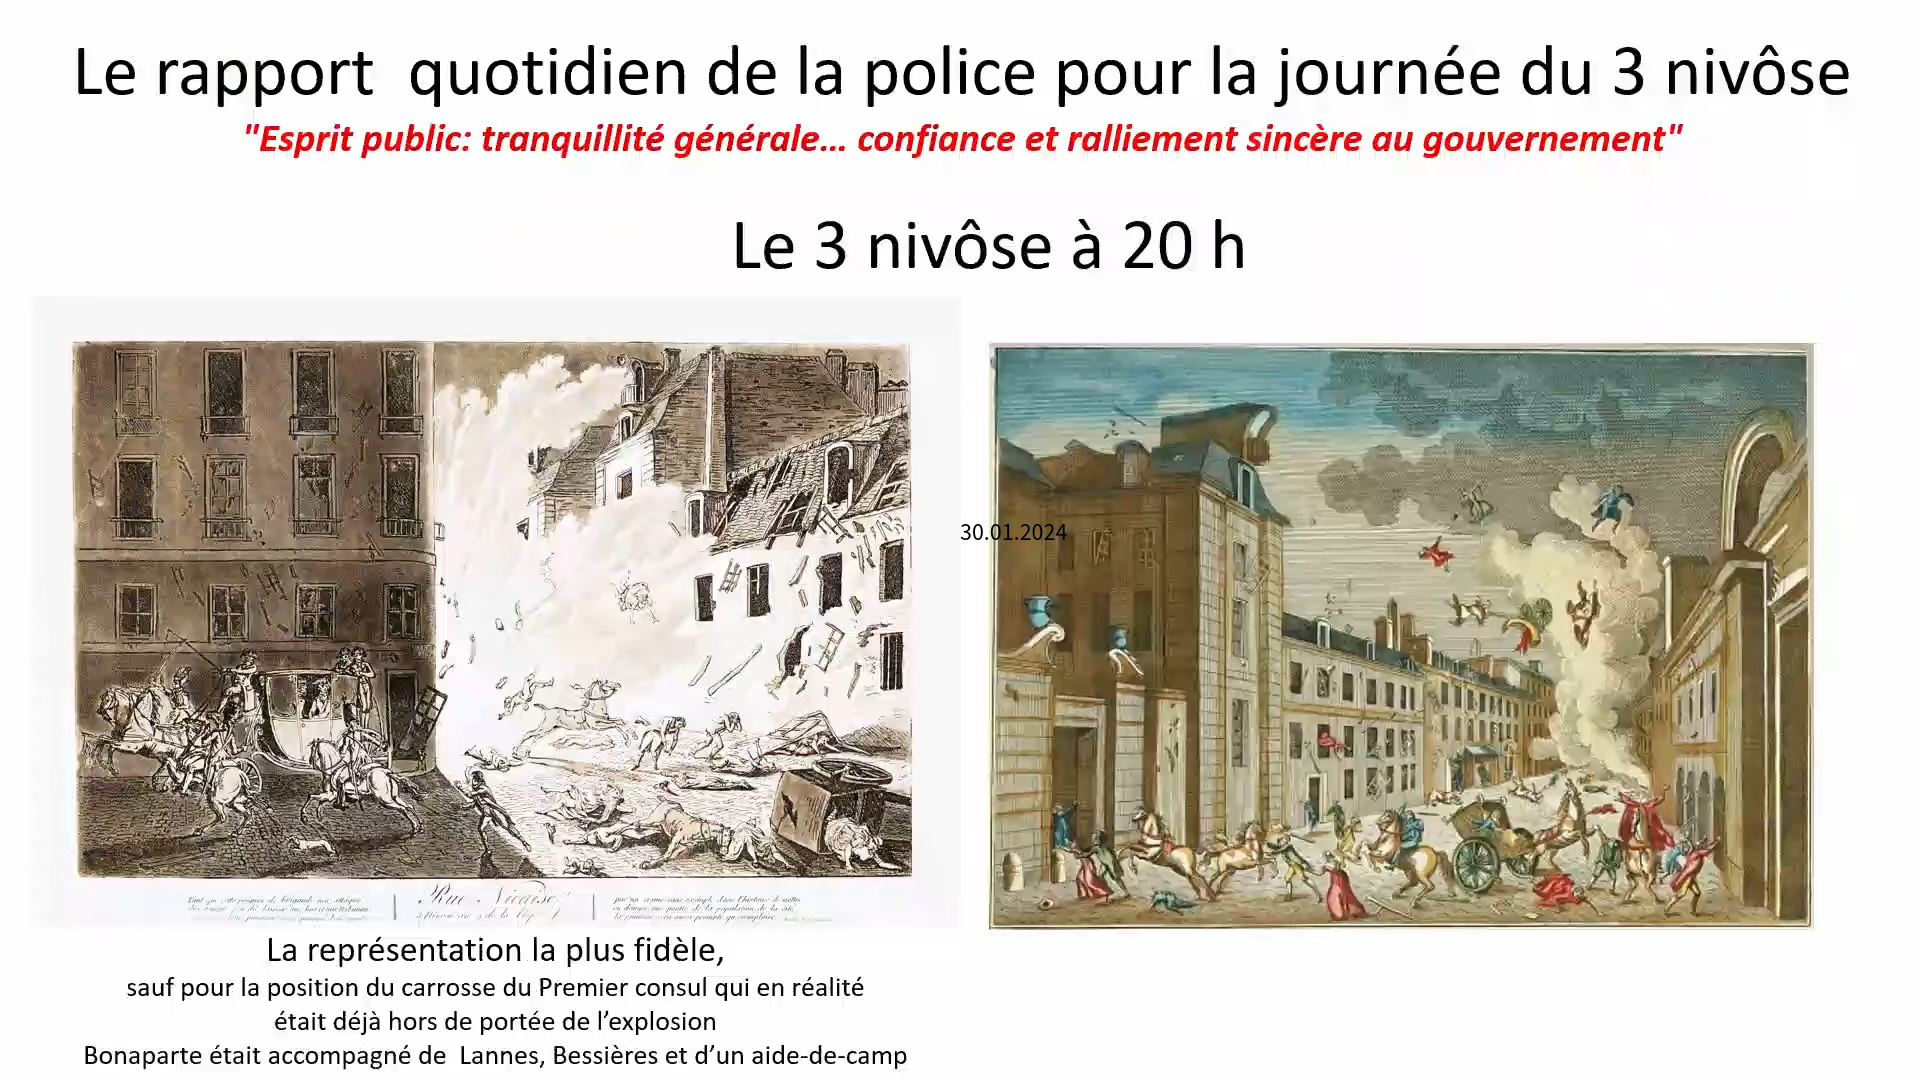 Le rapport quotidien de la police pour la journée du 3 nivôse
"Esprit public: tranquillité générale... confiance et ralliement sincère au gouvernement"
Le 3 nivôse à 20 h
30.01.2024
Rue Nicaise
La représentation la plus fidèle,
sauf pour la position du carrosse du Premier consul qui en réalité
était déjà hors de portée de l’explosion
Bonaparte était accompagné de Lannes, Bessières et d’un aide-de-camp